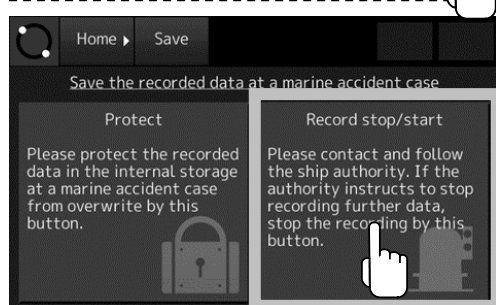 Home Save
Save the recorded data at a marine accident case
Protect
Please protect the recorded
data in the internal storage
at a marine accident case
from overwrite by this
button.
Record stop/start
Please contact and follow
the ship authority. If the
authority instructs to stop
recording further data,
stop the recording by this
button.